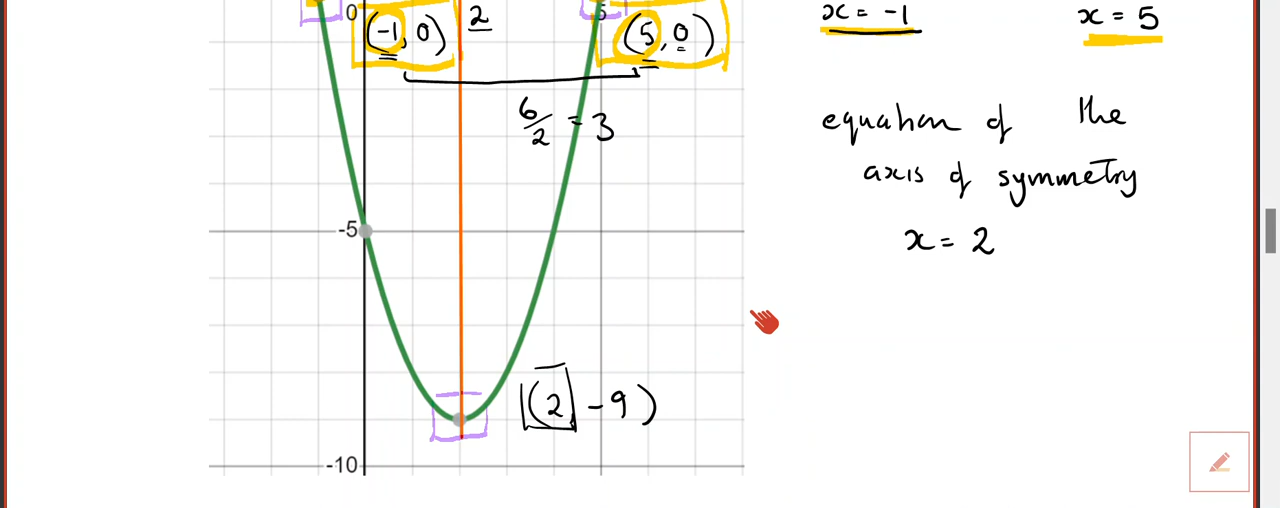 0
2
5
(-1, 0)
(5, 0)
6/2 = 3
-5
(2, -9)
-10
x = -1
x = 5
equation of the
axis of symmetry
x = 2